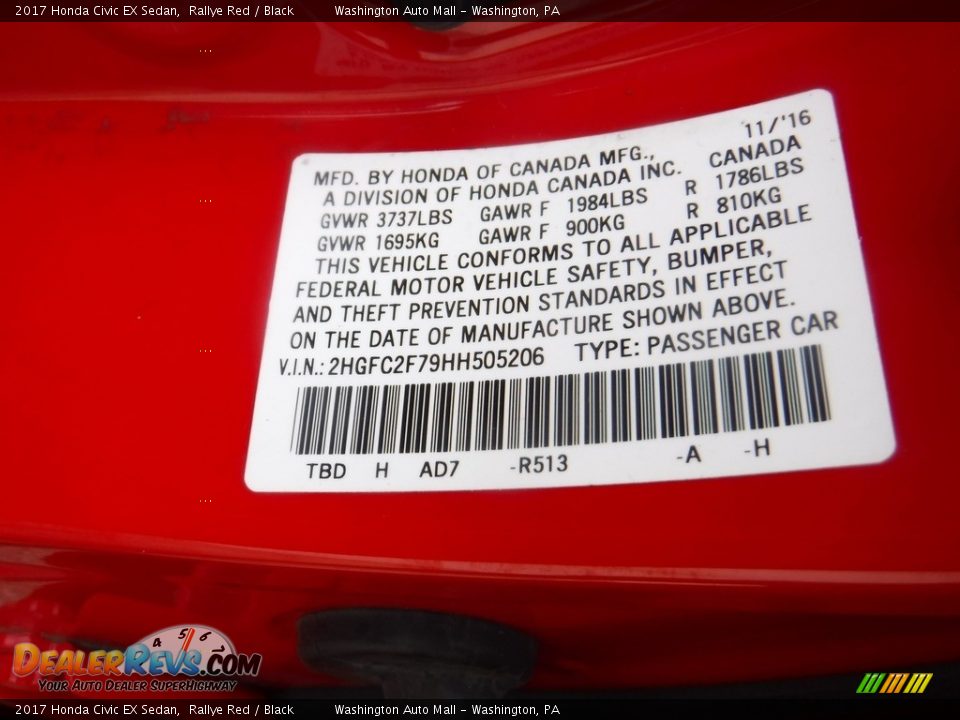 2017 Honda Civic EX Sedan,  Rallye Red / Black          Washington Auto Mall - Washington, PA
...
11/'16
MFD. BY HONDA OF CANADA MFG.,
A DIVISION OF HONDA CANADA INC.   CANADA
GVWR 3737LBS   GAWR F  1984LBS   R  1786LBS
GVWR 1695KG   GAWR F  900KG   R  810KG
THIS VEHICLE CONFORMS TO ALL APPLICABLE
FEDERAL MOTOR VEHICLE SAFETY, BUMPER,
AND THEFT PREVENTION STANDARDS IN EFFECT
ON THE DATE OF MANUFACTURE SHOWN ABOVE.
V.I.N.: 2HGFC2F79HH505206   TYPE: PASSENGER CAR
...
...
TBD   H   AD7   -R513   -A   -H
...
4 5 6
DEALERREVS.COM
YOUR AUTO DEALER SUPERHIGHWAY
2017 Honda Civic EX Sedan,  Rallye Red / Black          Washington Auto Mall - Washington, PA